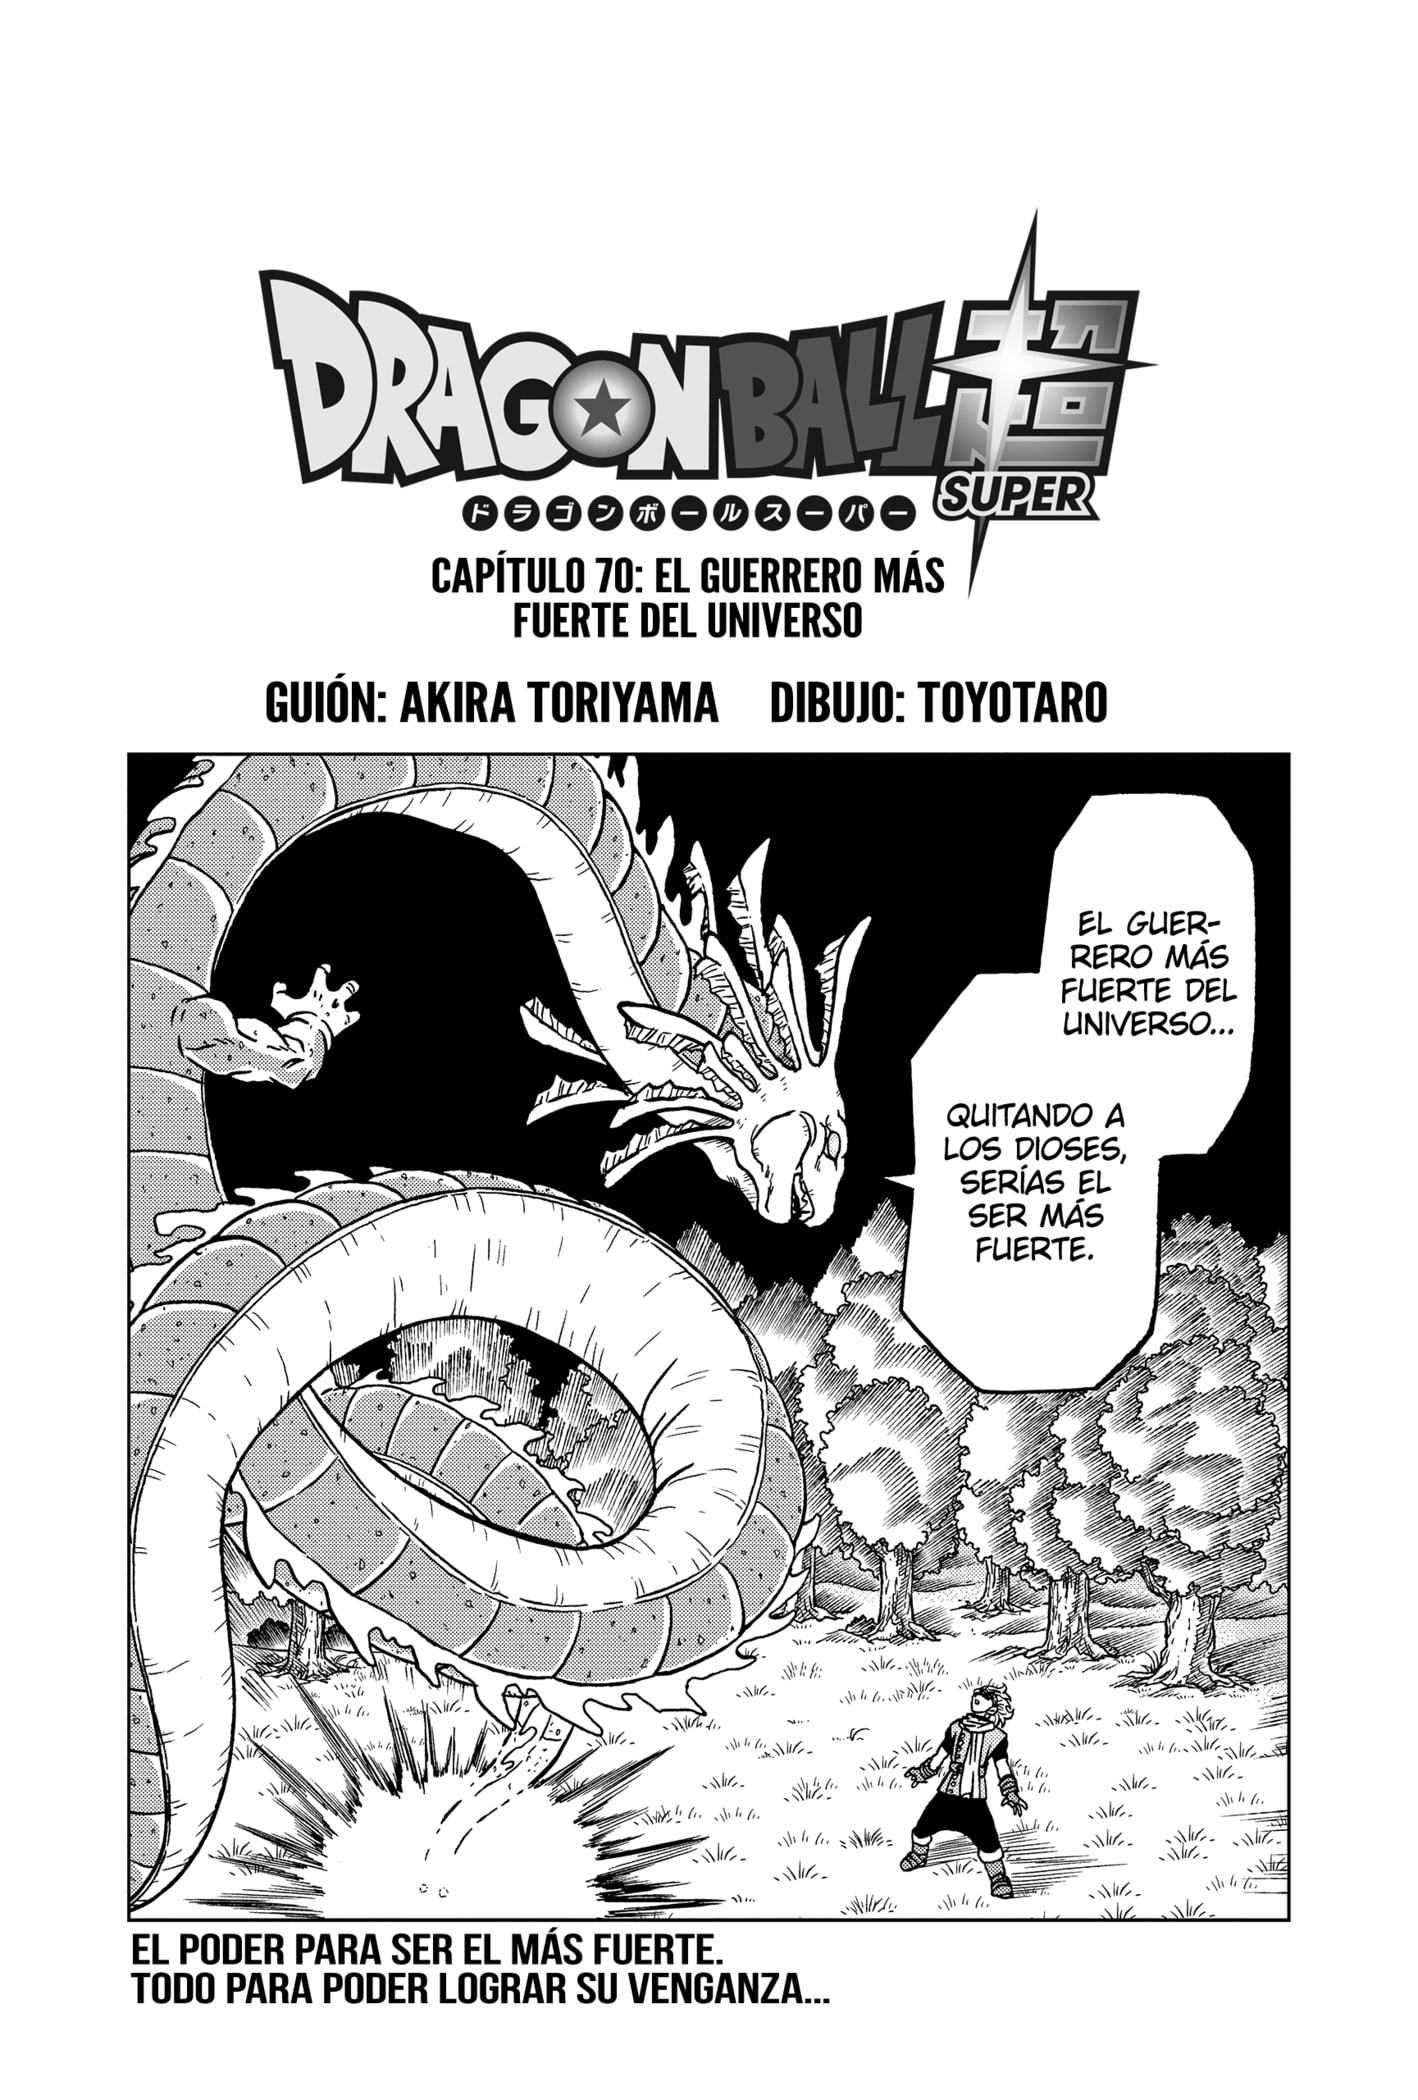 DRAGON BALL 超
SUPER
ドラゴンボールスーパー
CAPÍTULO 70: EL GUERRERO MÁS
FUERTE DEL UNIVERSO
GUIÓN: AKIRA TORIYAMA DIBUJO: TOYOTARO
EL GUER-
RERO MÁS
FUERTE DEL
UNIVERSO...
QUITANDO A
LOS DIOSES,
SERÍAS EL
SER MÁS
FUERTE.
EL PODER PARA SER EL MÁS FUERTE.
TODO PARA PODER LOGRAR SU VENGANZA...